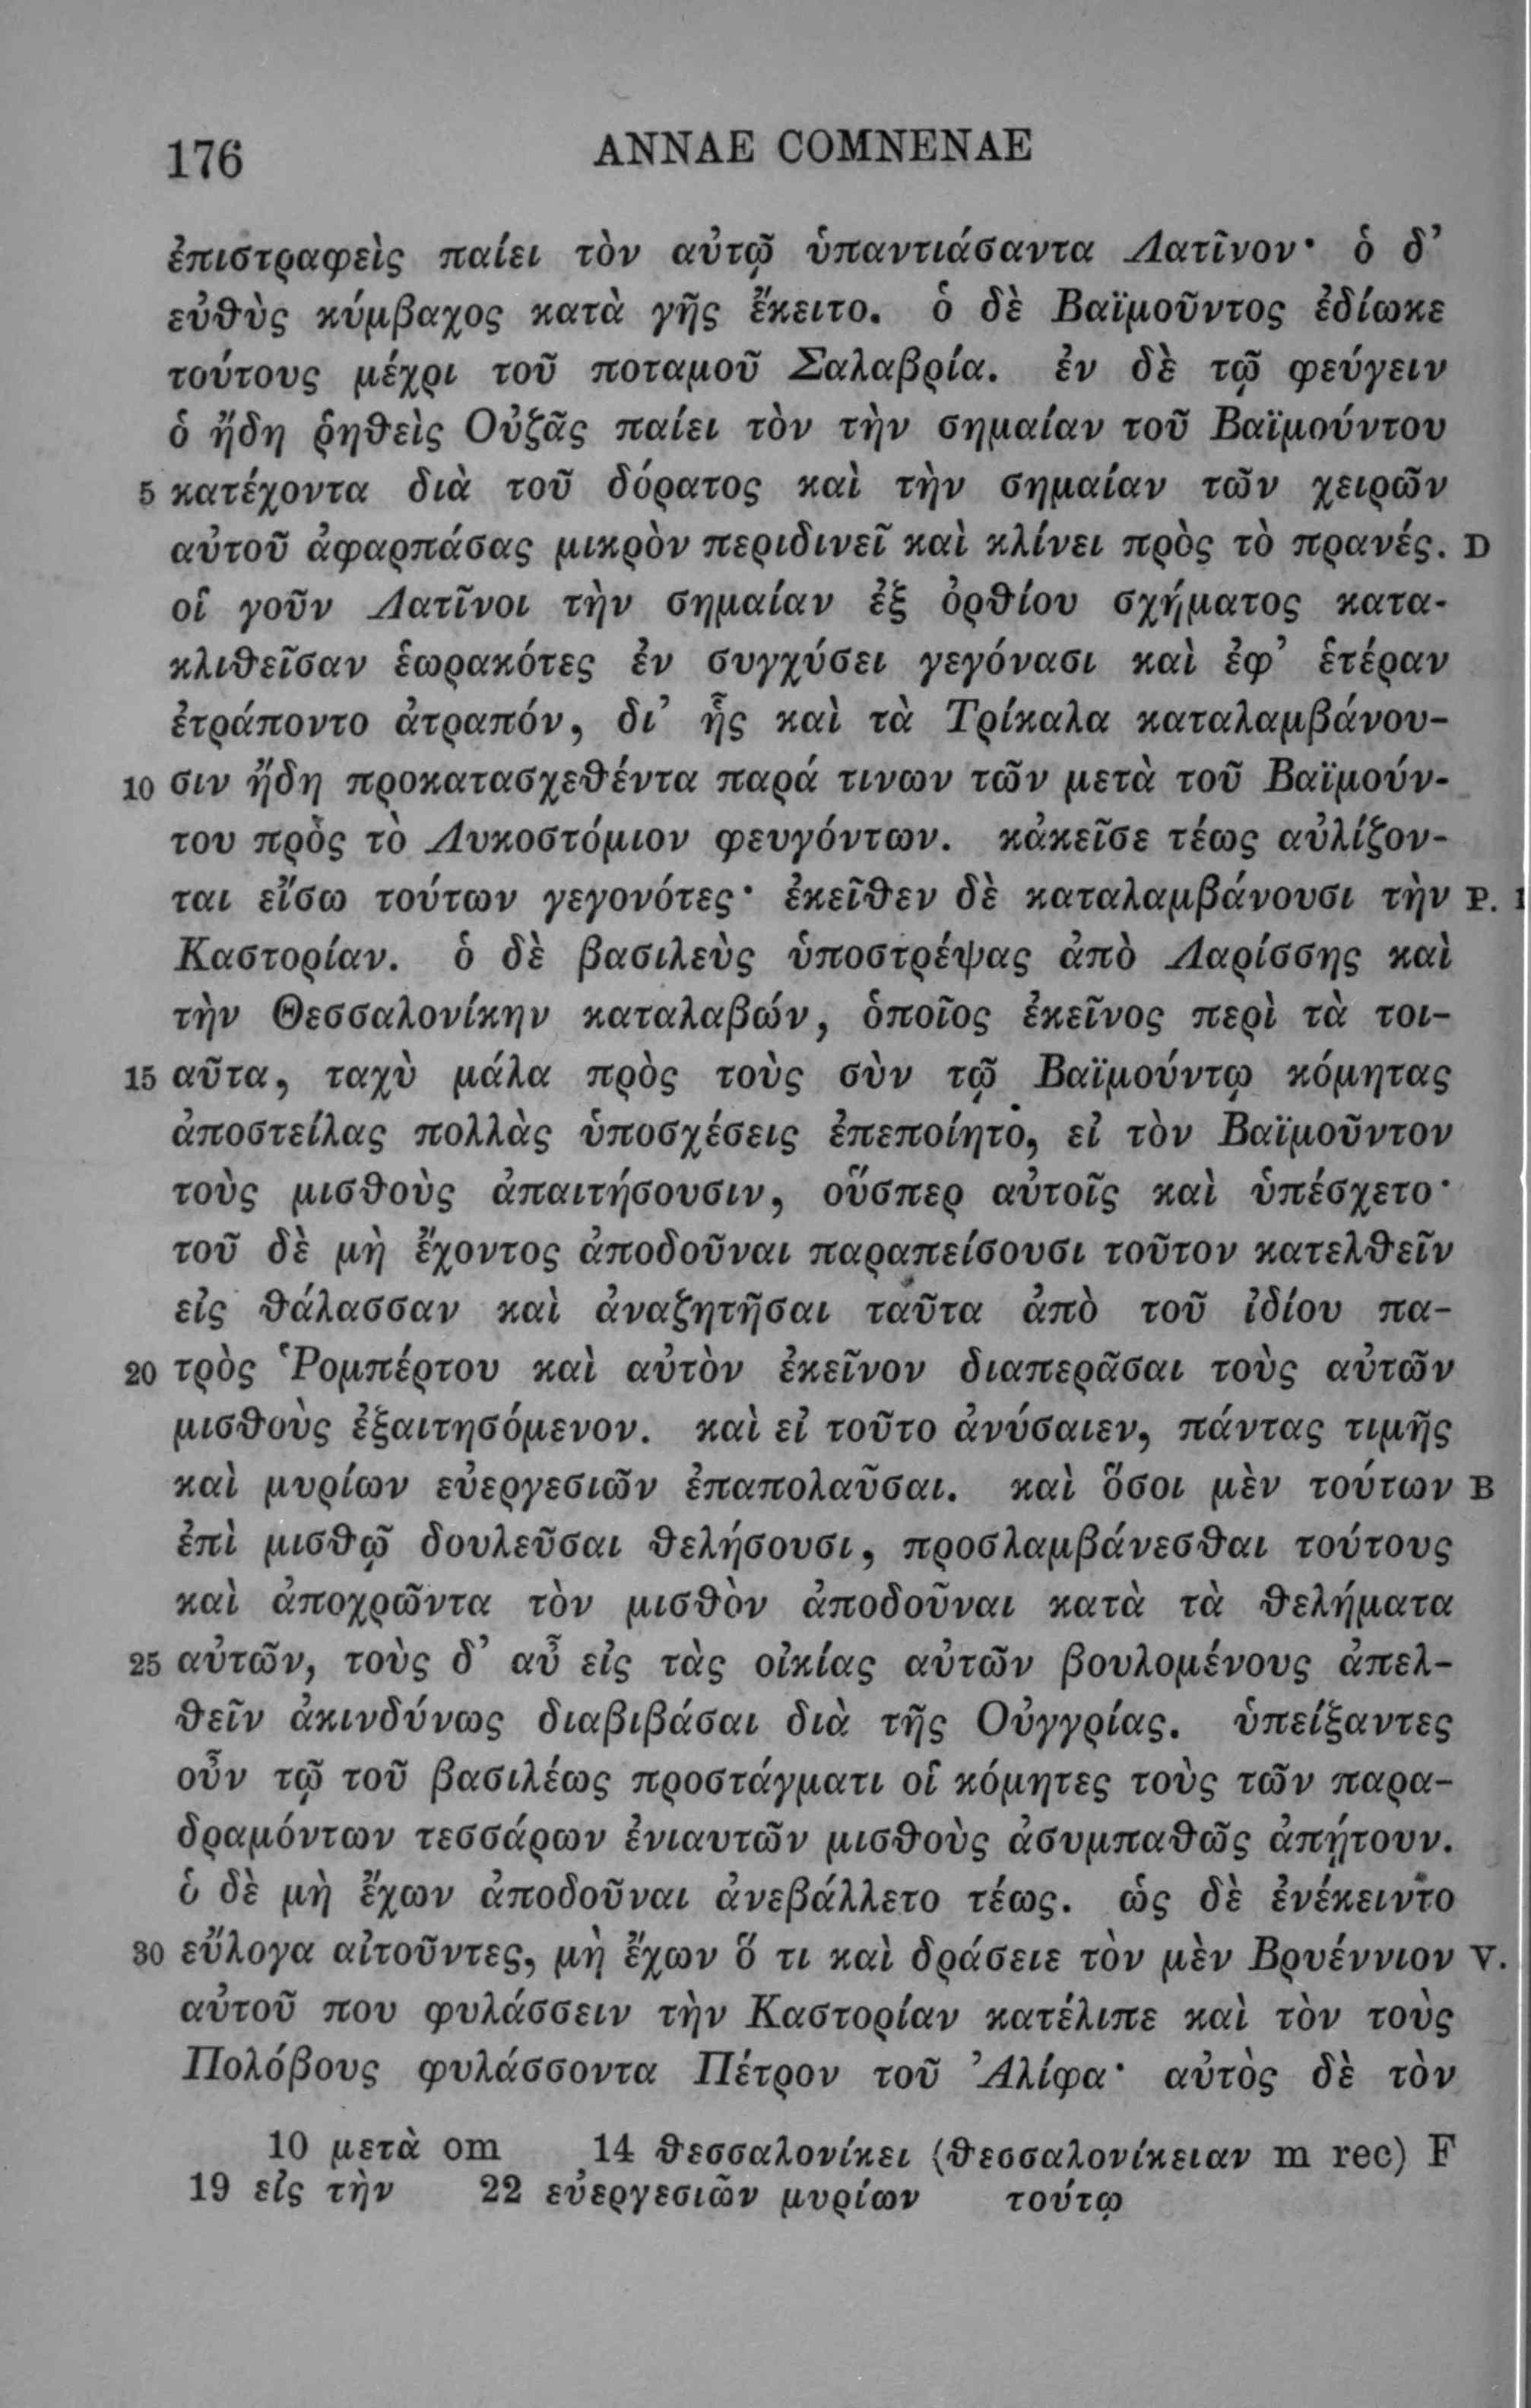 176 ANNAE COMNENAE
ἐπιστραφεὶς παίει τὸν αὐτῷ ὑπαντιάσαντα Λατῖνον· ὁ δ’
εὐθὺς κύμβαχος κατὰ γῆς ἔκειτο. ὁ δὲ Βαϊμοῦντος ἐδίωκε
τούτους μέχρι τοῦ ποταμοῦ Σαλαβρία. ἐν δὲ τῷ φεύγειν
ὁ ἤδη ῥηθεὶς Οὐζᾶς παίει τὸν τὴν σημαίαν τοῦ Βαϊμούντου
5 κατέχοντα διὰ τοῦ δόρατος καὶ τὴν σημαίαν τῶν χειρῶν
αὐτοῦ ἀφαρπάσας μικρὸν περιδινεῖ καὶ κλίνει πρὸς τὸ πρανές. D
οἱ γοῦν Λατῖνοι τὴν σημαίαν ἐξ ὀρθίου σχήματος κατα-
κλιθεῖσαν ἑωρακότες ἐν συγχύσει γεγόνασι καὶ ἐφ’ ἑτέραν
ἐτράποντο ἀτραπόν, δι’ ἧς καὶ τὰ Τρίκαλα καταλαμβάνου-
10 σιν ἤδη προκατασχεθέντα παρά τινων τῶν μετὰ τοῦ Βαϊμούν-
του πρὸς τὸ Λυκοστόμιον φευγόντων. κἀκεῖσε τέως αὐλίζον-
ται εἴσω τούτων γεγονότες· ἐκεῖθεν δὲ καταλαμβάνουσι τὴν P.
Καστορίαν. ὁ δὲ βασιλεὺς ὑποστρέψας ἀπὸ Λαρίσσης καὶ
τὴν Θεσσαλονίκην καταλαβών, ὁποῖος ἐκεῖνος περὶ τὰ τοι-
15 αῦτα, ταχὺ μάλα πρὸς τοὺς σὺν τῷ Βαϊμούντῳ κόμητας
ἀποστείλας πολλὰς ὑποσχέσεις ἐπεποίητο, εἰ τὸν Βαϊμοῦντον
τοὺς μισθοὺς ἀπαιτήσουσιν, οὕσπερ αὐτοῖς καὶ ὑπέσχετο·
τοῦ δὲ μὴ ἔχοντος ἀποδοῦναι παραπείσουσι τοῦτον κατελθεῖν
εἰς θάλασσαν καὶ ἀναζητῆσαι ταῦτα ἀπὸ τοῦ ἰδίου πα-
20 τρὸς Ῥομπέρτου καὶ αὐτὸν ἐκεῖνον διαπερᾶσαι τοὺς αὐτῶν
μισθοὺς ἐξαιτησόμενον. καὶ εἰ τοῦτο ἀνύσαιεν, πάντας τιμῆς
καὶ μυρίων εὐεργεσιῶν ἐπαπολαῦσαι. καὶ ὅσοι μὲν τούτων B
ἐπὶ μισθῷ δουλεῦσαι θελήσουσι, προσλαμβάνεσθαι τούτους
καὶ ἀποχρῶντα τὸν μισθὸν ἀποδοῦναι κατὰ τὰ θελήματα
25 αὐτῶν, τοὺς δ’ αὖ εἰς τὰς οἰκίας αὐτῶν βουλομένους ἀπελ-
θεῖν ἀκινδύνως διαβιβάσαι διὰ τῆς Οὐγγρίας. ὑπείξαντες
οὖν τῷ τοῦ βασιλέως προστάγματι οἱ κόμητες τοὺς τῶν παρα-
δραμόντων τεσσάρων ἐνιαυτῶν μισθοὺς ἀσυμπαθῶς ἀπῄτουν.
ὁ δὲ μὴ ἔχων ἀποδοῦναι ἀνεβάλλετο τέως. ὡς δὲ ἐνέκειντο
30 εὔλογα αἰτοῦντες, μὴ ἔχων ὅ τι καὶ δράσειε τὸν μὲν Βρυέννιον V.
αὐτοῦ που φυλάσσειν τὴν Καστορίαν κατέλιπε καὶ τὸν τοὺς
Πολόβους φυλάσσοντα Πέτρον τοῦ Ἀλίφα· αὐτὸς δὲ τὸν
10 μετὰ om 14 θεσσαλονίκει (θεσσαλονίκειαν m rec) F
19 εἰς τὴν 22 εὐεργεσιῶν μυρίων τούτῳ